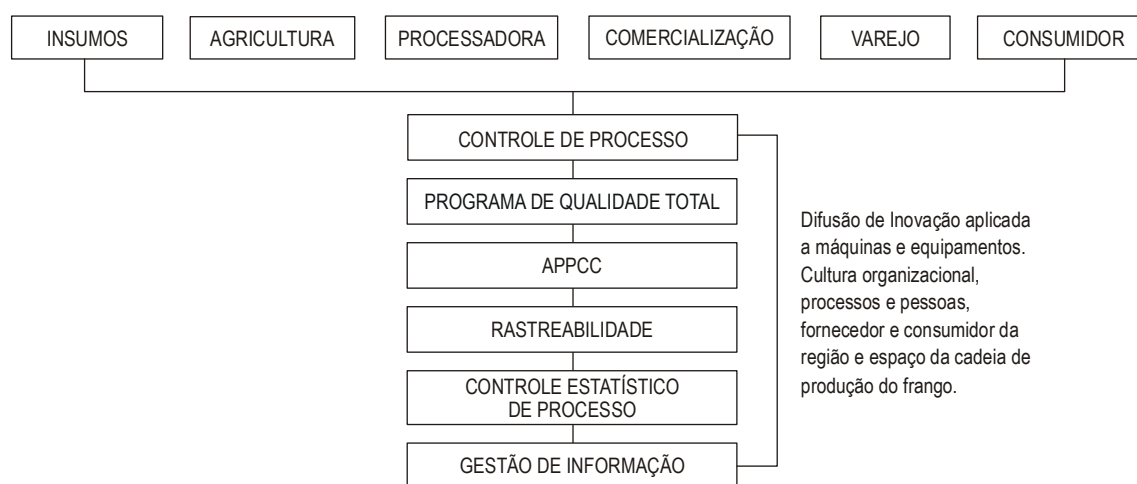 INSUMOS
AGRICULTURA
PROCESSADORA
COMERCIALIZAÇÃO
VAREJO
CONSUMIDOR
CONTROLE DE PROCESSO
PROGRAMA DE QUALIDADE TOTAL
APPCC
RASTREABILIDADE
CONTROLE ESTATÍSTICO
DE PROCESSO
GESTÃO DE INFORMAÇÃO
Difusão de Inovação aplicada
a máquinas e equipamentos.
Cultura organizacional,
processos e pessoas,
fornecedor e consumidor da
região e espaço da cadeia de
produção do frango.